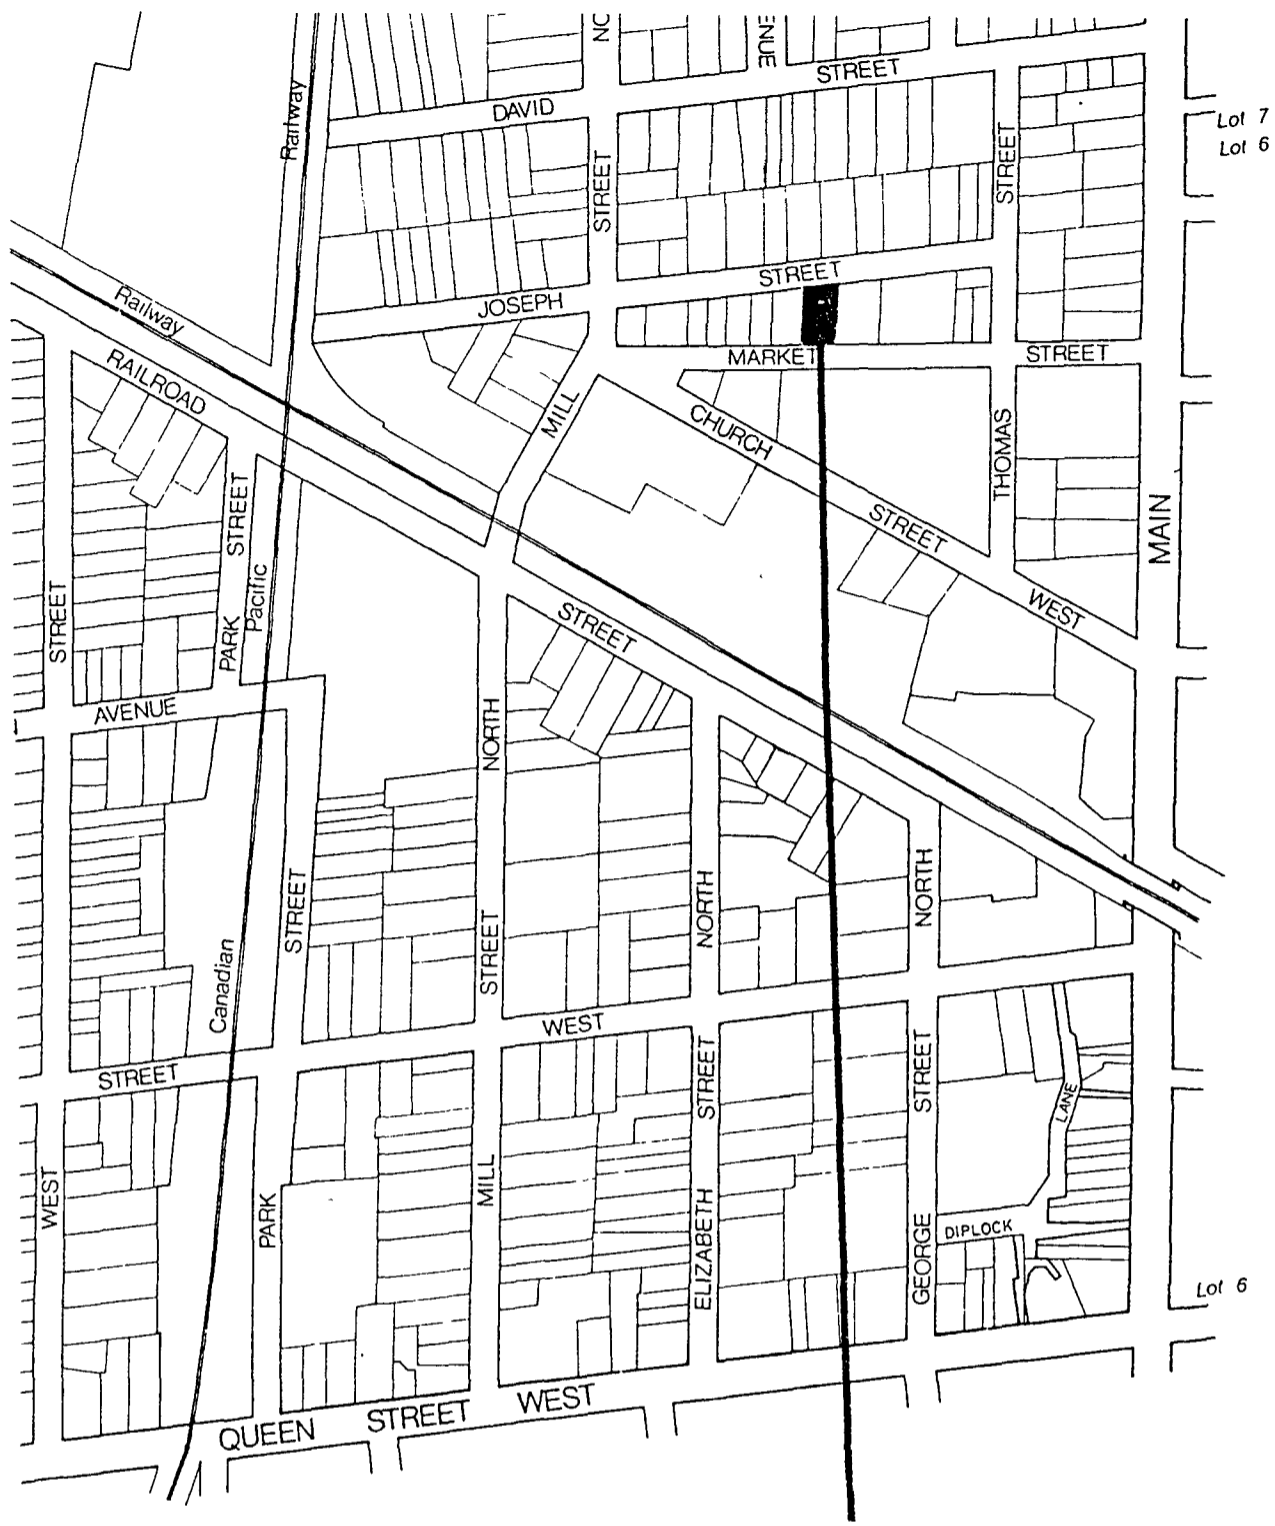 NO
ENUE
STREET
DAVID
Railway
Lot 7
Lot 6
STREET
STREET
STREET
JOSEPH
Railway
MARKET
STREET
RAILROAD
MILL
CHURCH
THOMAS
STREET
STREET
MAIN
Pacific
PARK
STREET
STREET
WEST
AVENUE
NORTH
NORTH
NORTH
STREET
STREET
Canadian
WEST
STREET
STREET
STREET
LANE
WEST
MILL
PARK
ELIZABETH
GEORGE
DIPLOCK
Lot 6
QUEEN STREET WEST